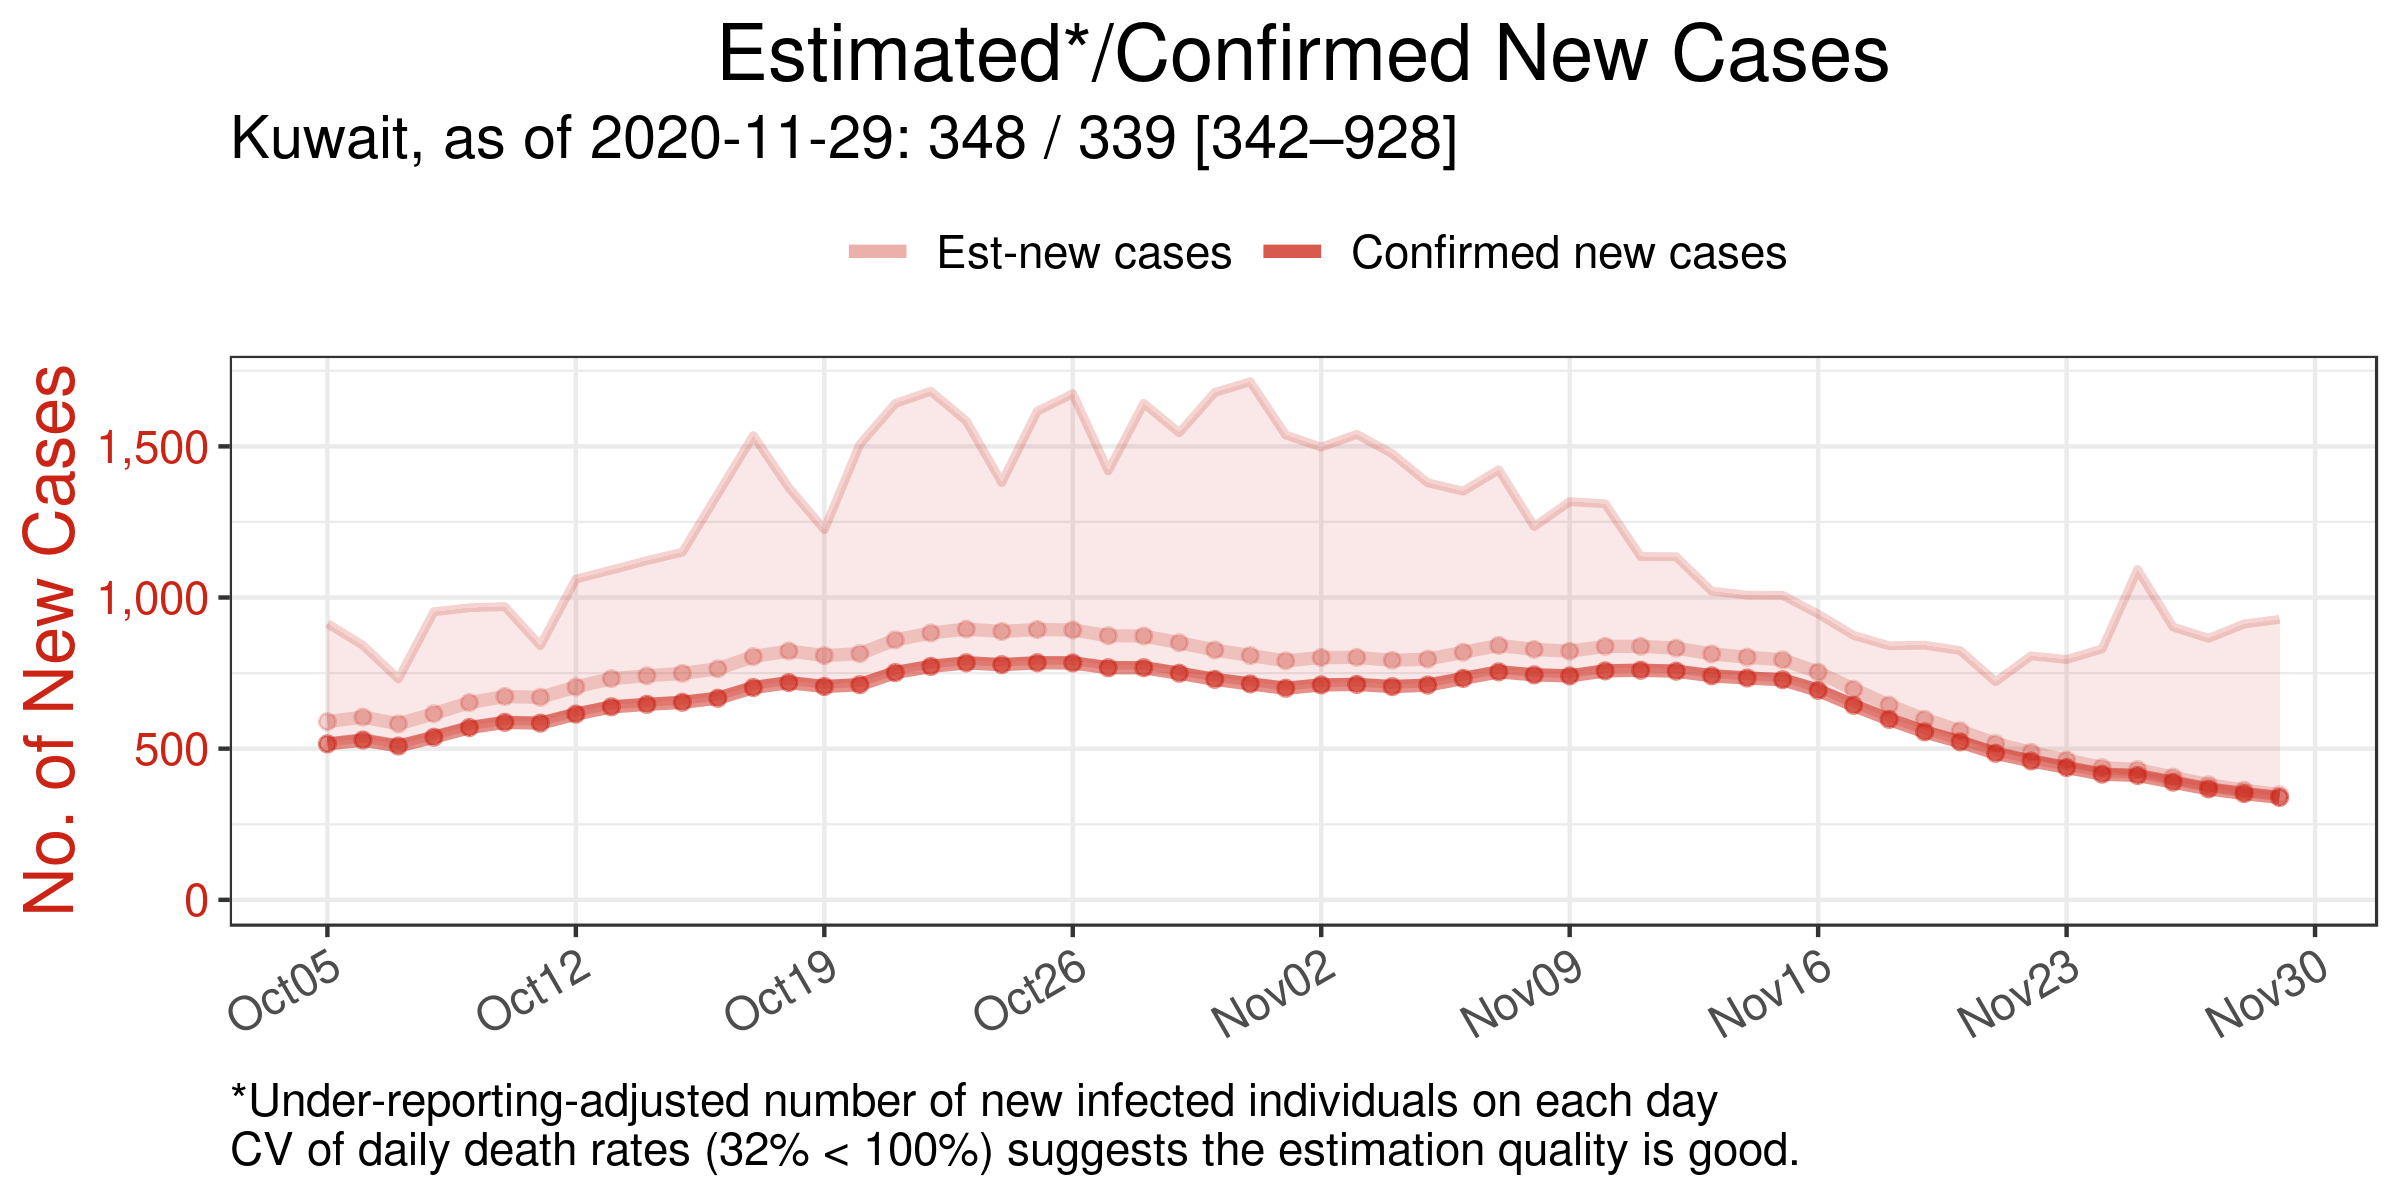 Estimated*/Confirmed New Cases
Kuwait, as of 2020-11-29: 348 / 339 [342–928]
Est-new cases
Confirmed new cases
No. of New Cases
1,500
1,000
500
0
Oct05
Oct12
Oct19
Oct26
Nov02
Nov09
Nov16
Nov23
Nov30
*Under-reporting-adjusted number of new infected individuals on each day
CV of daily death rates (32% < 100%) suggests the estimation quality is good.